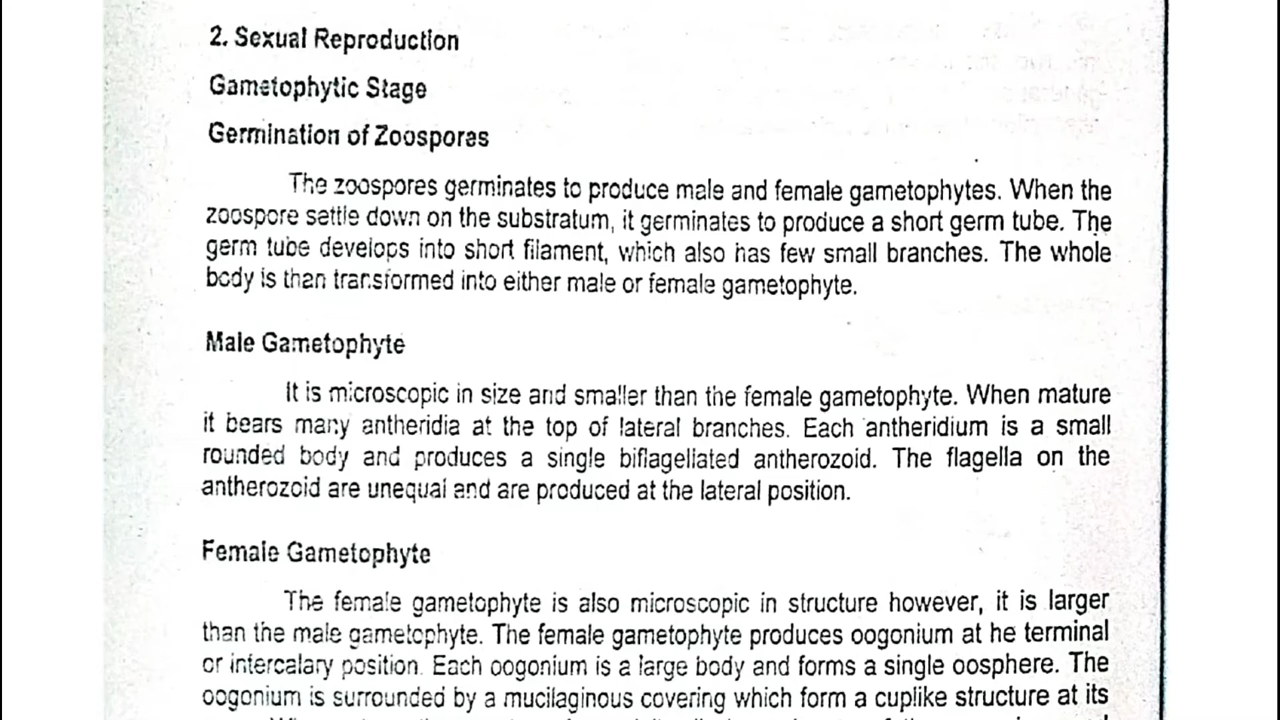 2. Sexual Reproduction
Gametophytic Stage
Germination of Zoospores
The zoospores germinates to produce male and female gametophytes. When the
zoospore settle down on the substratum, it germinates to produce a short germ tube. The
germ tube develops into short filament, which also has few small branches. The whole
body is than transformed into either male or female gametophyte.
Male Gametophyte
It is microscopic in size and smaller than the female gametophyte. When mature
it bears many antheridia at the top of lateral branches. Each antheridium is a small
rounded body and produces a single biflagellated antherozoid. The flagella on the
antherozoid are unequal and are produced at the lateral position.
Female Gametophyte
The female gametophyte is also microscopic in structure however, it is larger
than the male gametophyte. The female gametophyte produces oogonium at he terminal
or intercalary position. Each oogonium is a large body and forms a single oosphere. The
oogonium is surrounded by a mucilaginous covering which form a cuplike structure at its